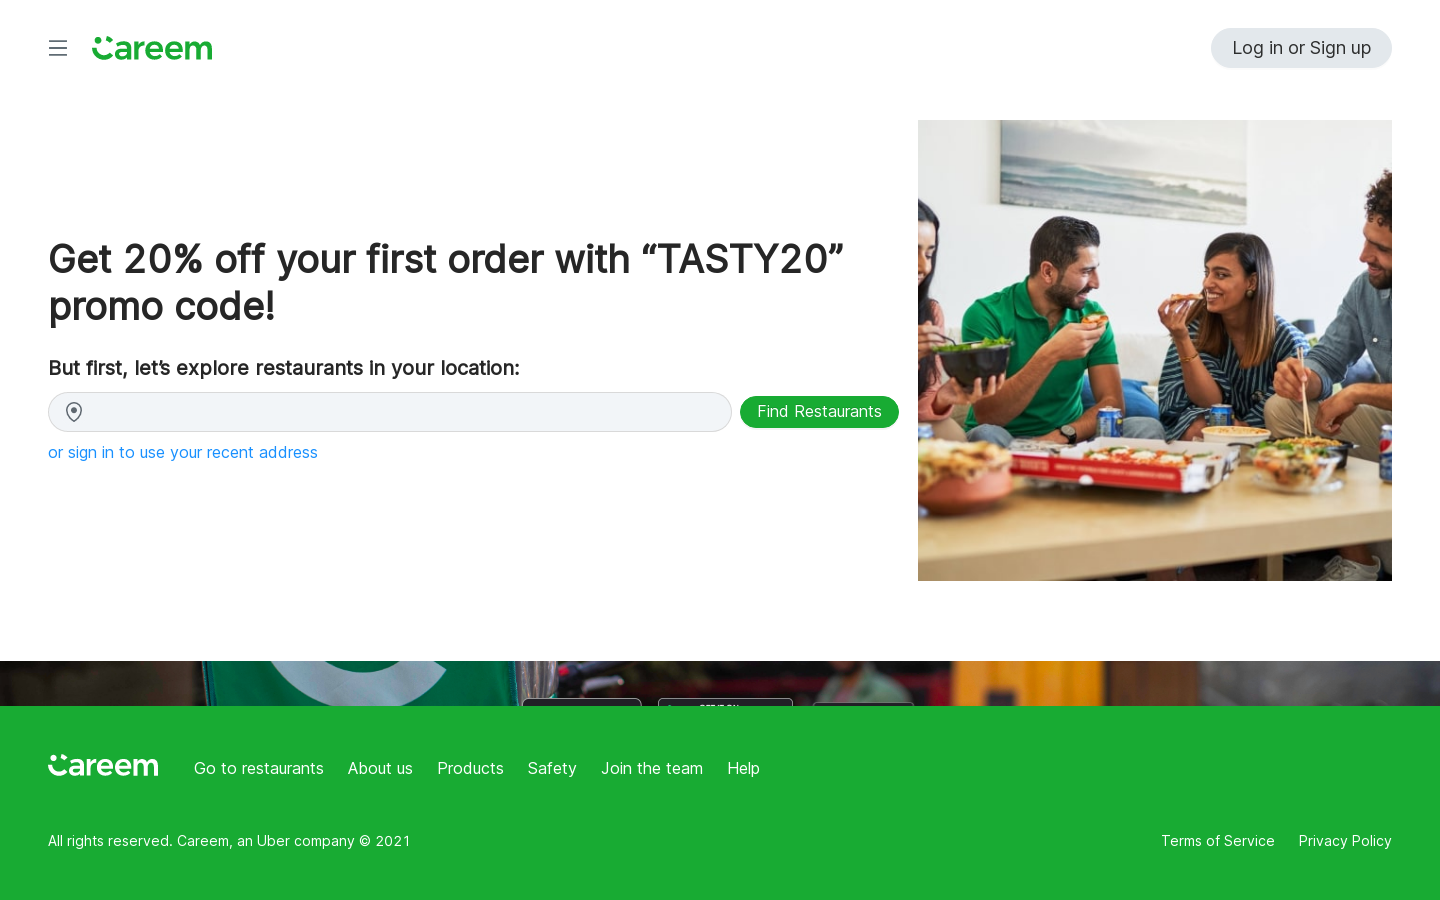 Careem
Log in or Sign up
Get 20% off your first order with “TASTY20”
promo code!
But first, let’s explore restaurants in your location:
Find Restaurants
or sign in to use your recent address
Careem
Go to restaurants
About us
Products
Safety
Join the team
Help
All rights reserved. Careem, an Uber company © 2021
Terms of Service
Privacy Policy